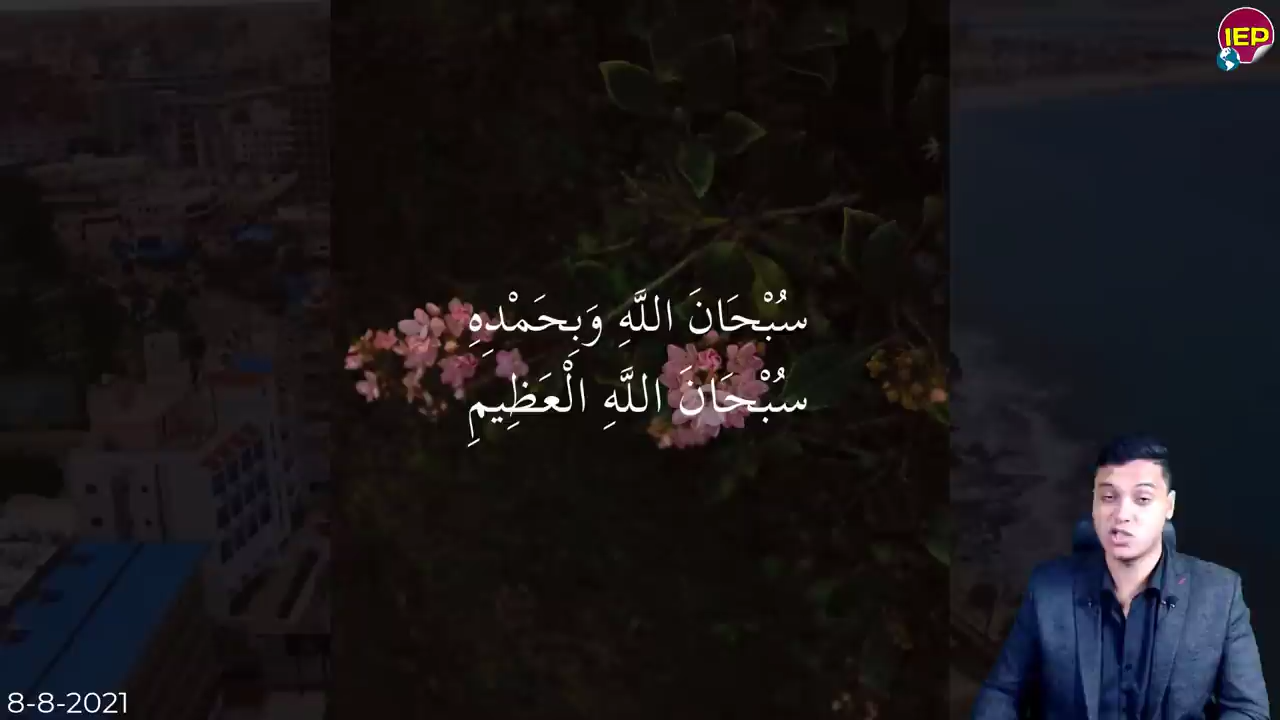 IEP
سُبْحَانَ اللَّهِ وَبِحَمْدِهِ
سُبْحَانَ اللَّهِ الْعَظِيمِ
8-8-2021